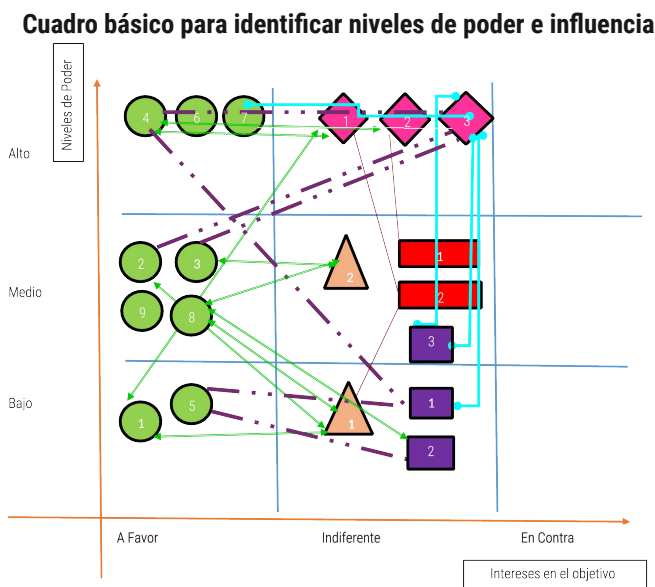 Cuadro básico para identificar niveles de poder e influencia
Niveles de Poder
Alto
4
6
7
1
2
3
Medio
2
3
2
1
9
8
2
3
Bajo
1
5
1
1
2
A Favor
Indiferente
En Contra
Intereses en el objetivo